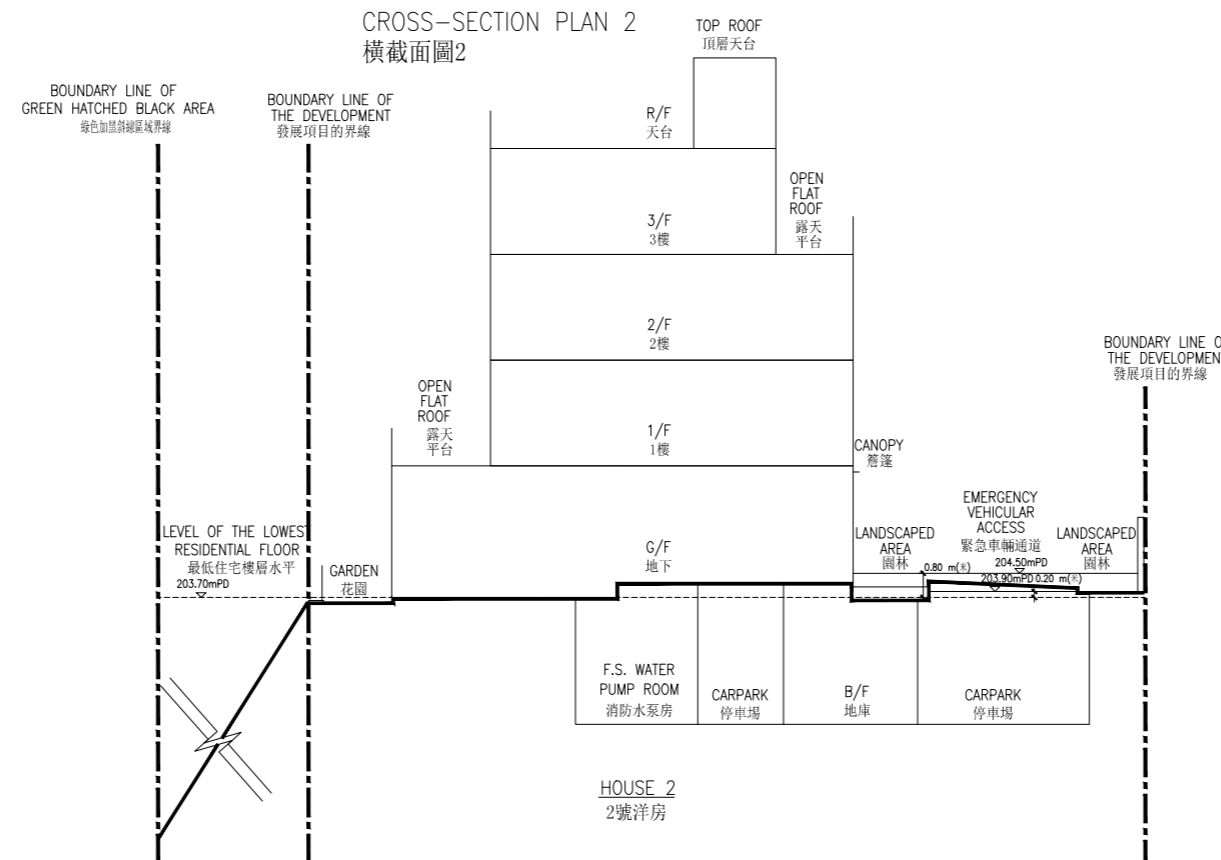 CROSS-SECTION PLAN 2
橫截面圖2
TOP ROOF
頂層天台
BOUNDARY LINE OF
GREEN HATCHED BLACK AREA
綠色加黑斜線區域界線
BOUNDARY LINE OF
THE DEVELOPMENT
發展項目的界線
R/F
天台
OPEN
FLAT
ROOF
露天
平台
3/F
3樓
2/F
2樓
BOUNDARY LINE O
THE DEVELOPMEN
發展項目的界線
OPEN
FLAT
ROOF
露天
平台
1/F
1樓
CANOPY
簷篷
LEVEL OF THE LOWEST
RESIDENTIAL FLOOR
最低住宅樓層水平
203.70mPD
GARDEN
花園
G/F
地下
LANDSCAPED
AREA
園林
EMERGENCY
VEHICULAR
ACCESS
緊急車輛通道
204.50mPD
LANDSCAPED
AREA
園林
0.80 m(米)
203.90mPD 0.20 m(米)
F.S. WATER
PUMP ROOM
消防水泵房
CARPARK
停車場
B/F
地庫
CARPARK
停車場
HOUSE 2
2號洋房